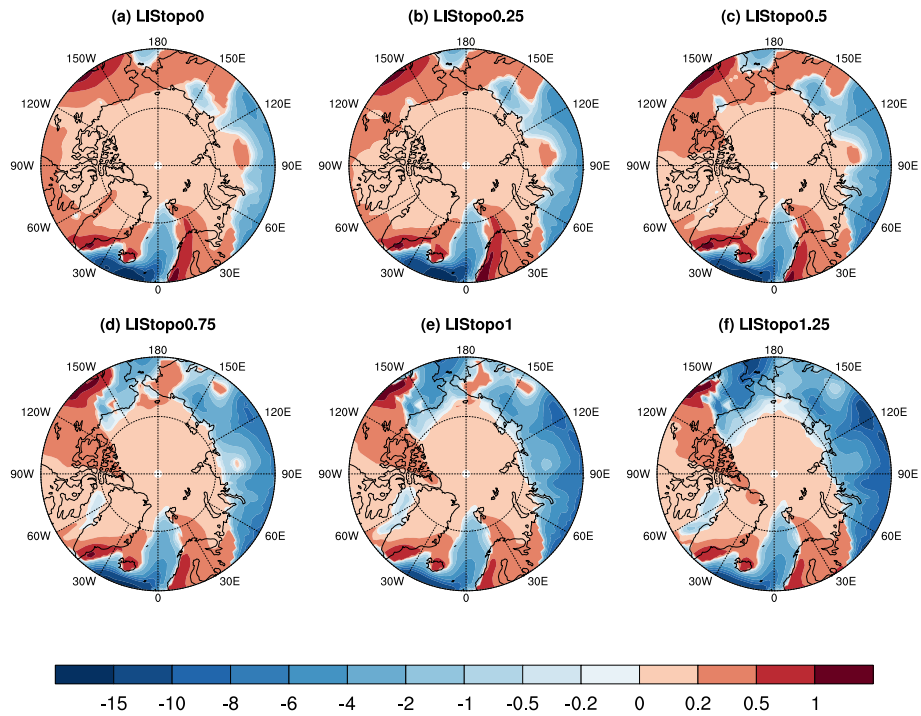 (a) LIStopo0
(b) LIStopo0.25
(c) LIStopo0.5
180 180 180
150W 150E 150W 150E 150W 150E
120W 120E 120W 120E 120W 120E
90W 90E 90W 90E 90W 90E
60W 60E 60W 60E 60W 60E
30W 30E 30W 30E 30W 30E
0 0 0
(d) LIStopo0.75
(e) LIStopo1
(f) LIStopo1.25
180 180 180
150W 150E 150W 150E 150W 150E
120W 120E 120W 120E 120W 120E
90W 90E 90W 90E 90W 90E
60W 60E 60W 60E 60W 60E
30W 30E 30W 30E 30W 30E
0 0 0
-15 -10 -8 -6 -4 -2 -1 -0.5 -0.2 0 0.2 0.5 1